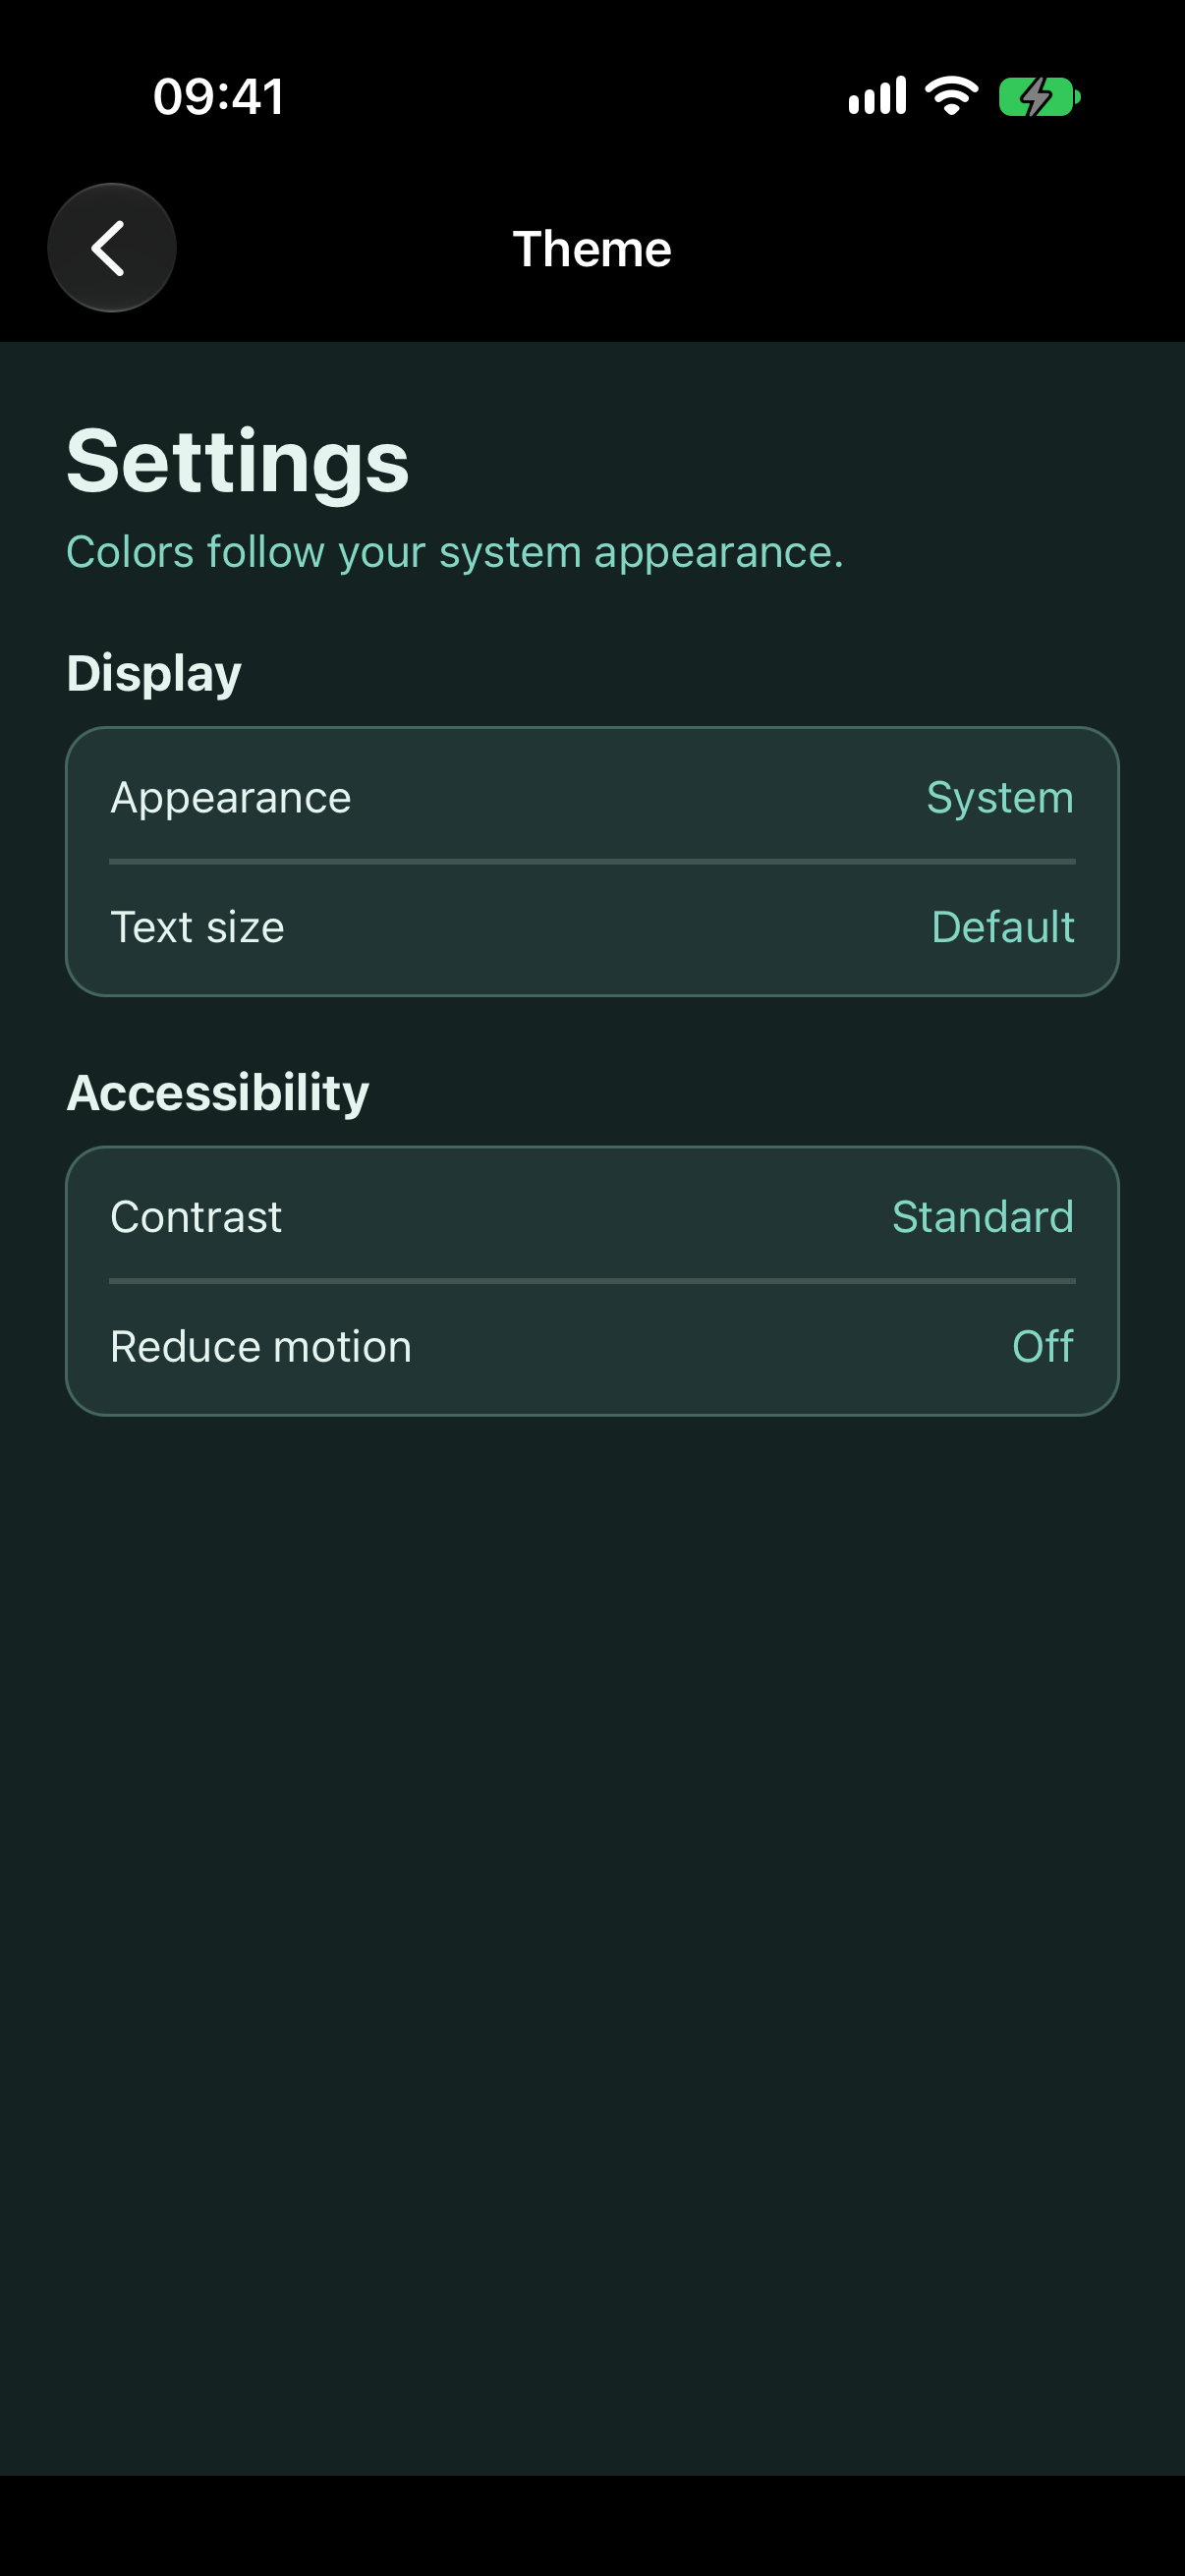 09:41
Theme
Settings
Colors follow your system appearance.
Display
Appearance System
Text size Default
Accessibility
Contrast Standard
Reduce motion Off